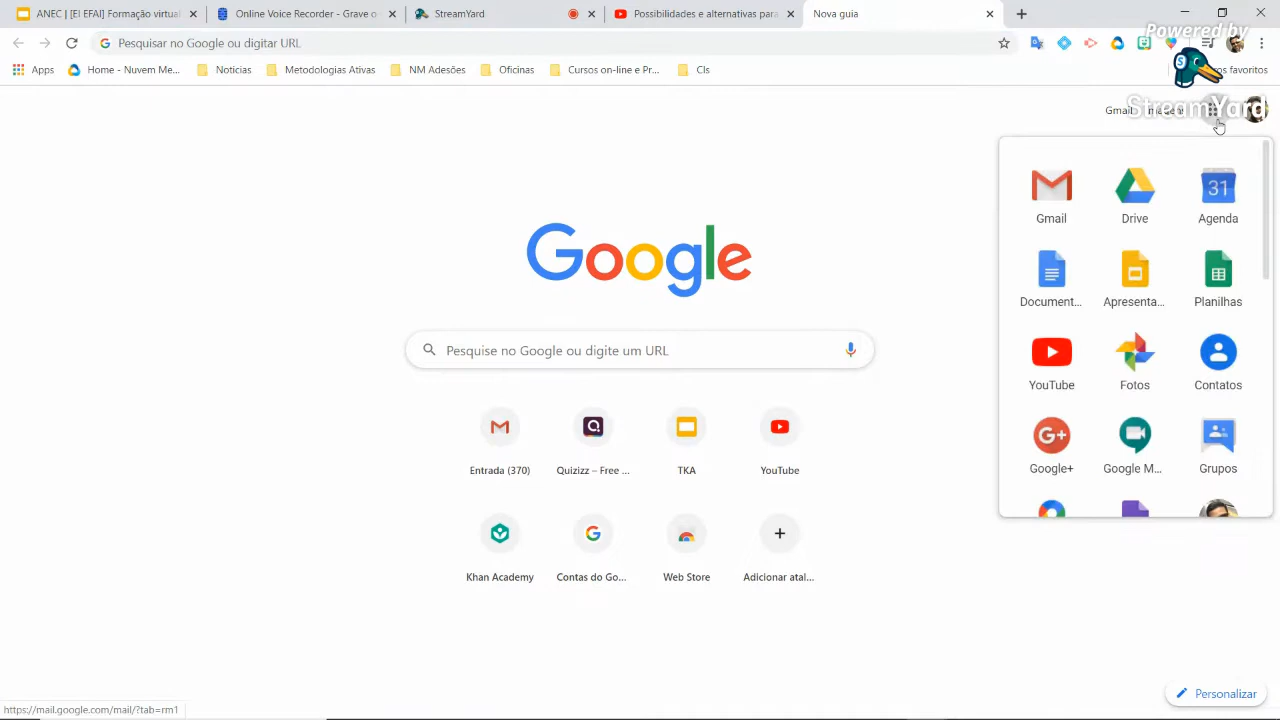 ANEC | [EI EFAI] Formação virtual
Online Voice Recorder - Google o
StreamYard
Possibilidades e alternativas para
Nova guia
Pesquisar no Google ou digitar URL
Powered by
Apps
Home - Nuvem Me...
Notícias
Metodologias Ativas
NM Adesões
Oficinas
Cursos on-line e Pr...
CIs
favoritos
Gmail
StreamYard
Gmail
Drive
31
Agenda
Document...
Apresenta...
Planilhas
Google
Pesquise no Google ou digite um URL
YouTube
Fotos
Contatos
G+
Google+
Google M...
Grupos
Entrada (370)
Quizizz – Free ...
TKA
YouTube
Khan Academy
Contas do Go...
Web Store
Adicionar atal...
Personalizar
https://mail.google.com/mail/?tab=rm1